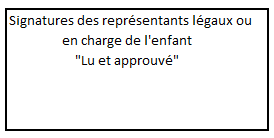 Signatures des représentants légaux ou
en charge de l'enfant
"Lu et approuvé"